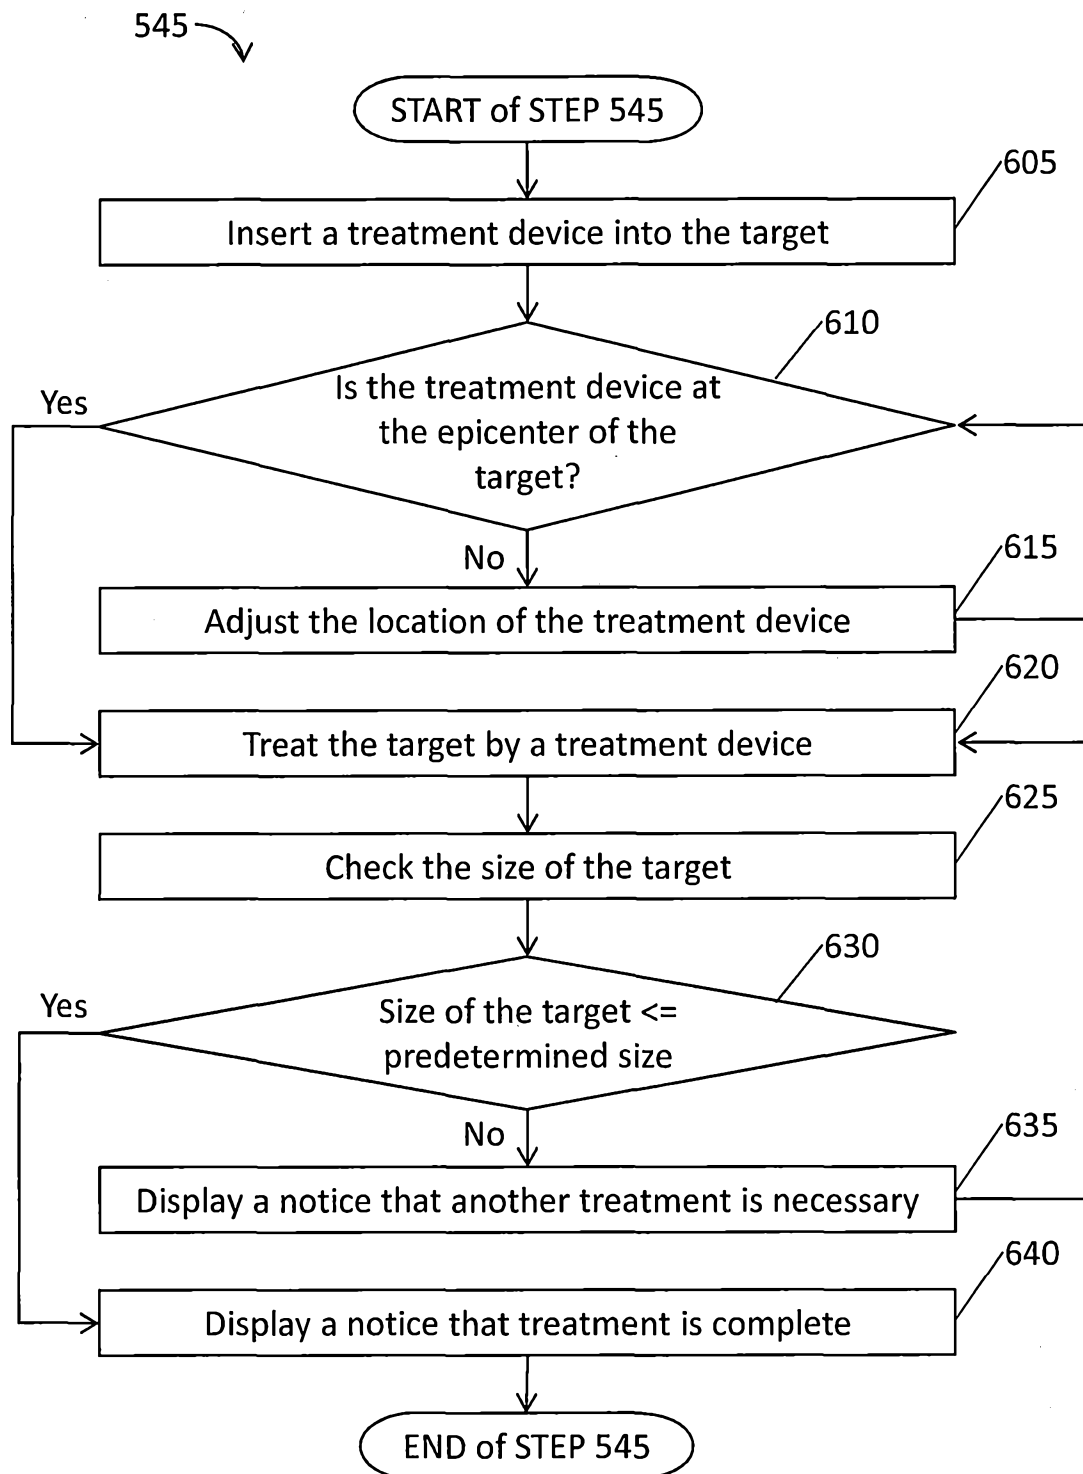 545
START of STEP 545
605
Insert a treatment device into the target
610
Is the treatment device at
the epicenter of the
target?
Yes
No
615
Adjust the location of the treatment device
620
Treat the target by a treatment device
625
Check the size of the target
630
Size of the target <=
predetermined size
Yes
No
635
Display a notice that another treatment is necessary
640
Display a notice that treatment is complete
END of STEP 545